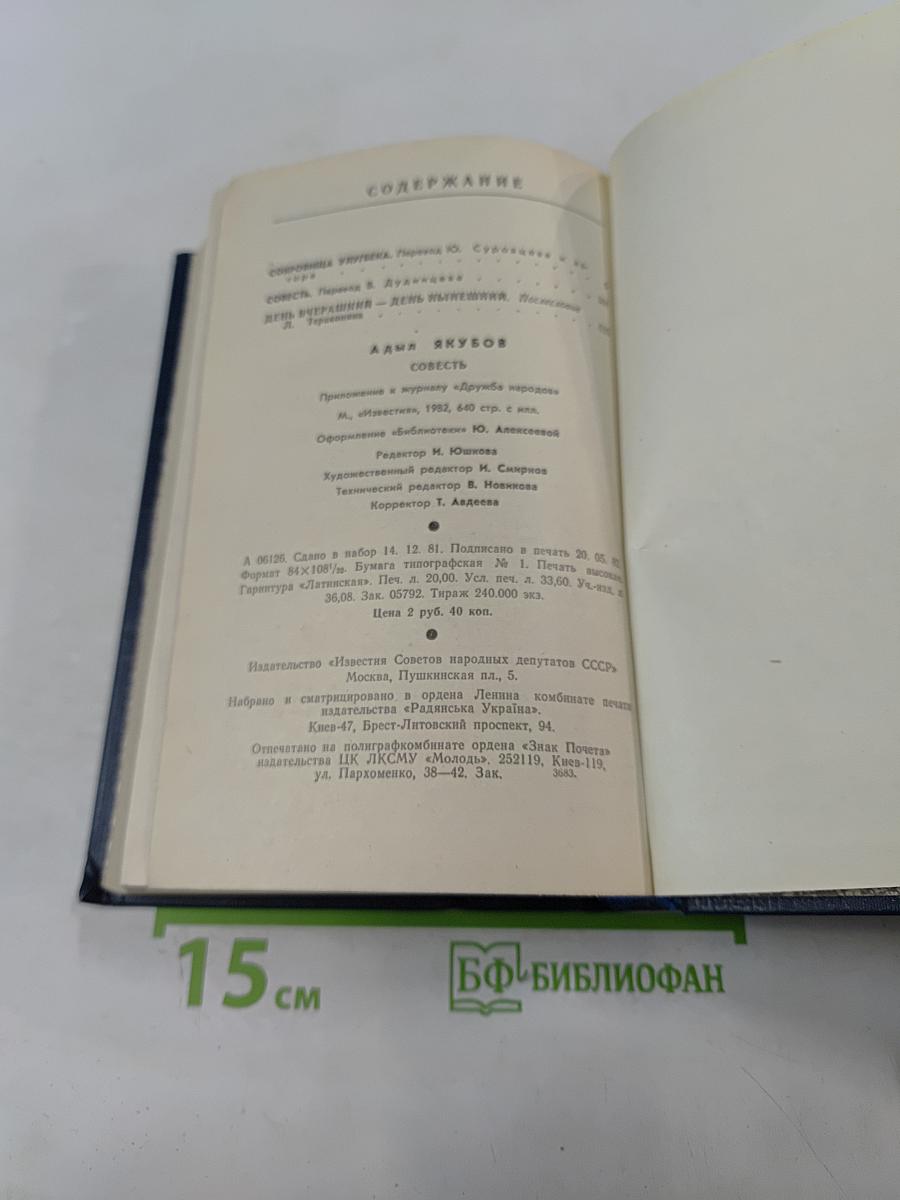 СОДЕРЖАНИЕ
СОКРОВИЩА УЛУГБЕКА. Перевод Ю. Суровцева и
СОВЕСТЬ. Перевод В. Дудинцева
ДЕНЬ ВЧЕРАШНИЙ — ДЕНЬ НЫНЕШНИЙ. Послесловие
Л.
Адыл ЯКУБОВ
СОВЕСТЬ
Приложение к журналу «Дружба народов»
М., «Известия», 1982, 640 стр. с илл.
Оформление «Библиотеки» Ю. Алексеевой
Редактор И. Юшкова
Художественный редактор И. Смирнов
Технический редактор В. Новикова
Корректор Т. Авдеева
А 06126. Сдано в набор 14. 12. 81. Подписано в печать 20. 05.
Формат 84×108¹/₃₂. Бумага типографская № 1. Печать высокая.
Гарнитура «Латинская». Печ. л. 20,00. Усл. печ. л. 33,60. Уч.-изд. л.
36,08. Зак. 05792. Тираж 240.000 экз.
Цена 2 руб. 40 коп.
Издательство «Известия Советов народных депутатов СССР»
Москва, Пушкинская пл., 5.
Набрано и сматрицировано в ордена Ленина комбинате печати
издательства «Радянська Україна».
Киев-47, Брест-Литовский проспект, 94.
Отпечатано на полиграфкомбинате ордена «Знак Почета»
издательства ЦК ЛКСМУ «Молодь», 252119, Киев-119,
ул. Пархоменко, 38—42. Зак. 3683.
15 см
БФ БИБЛИОФАН